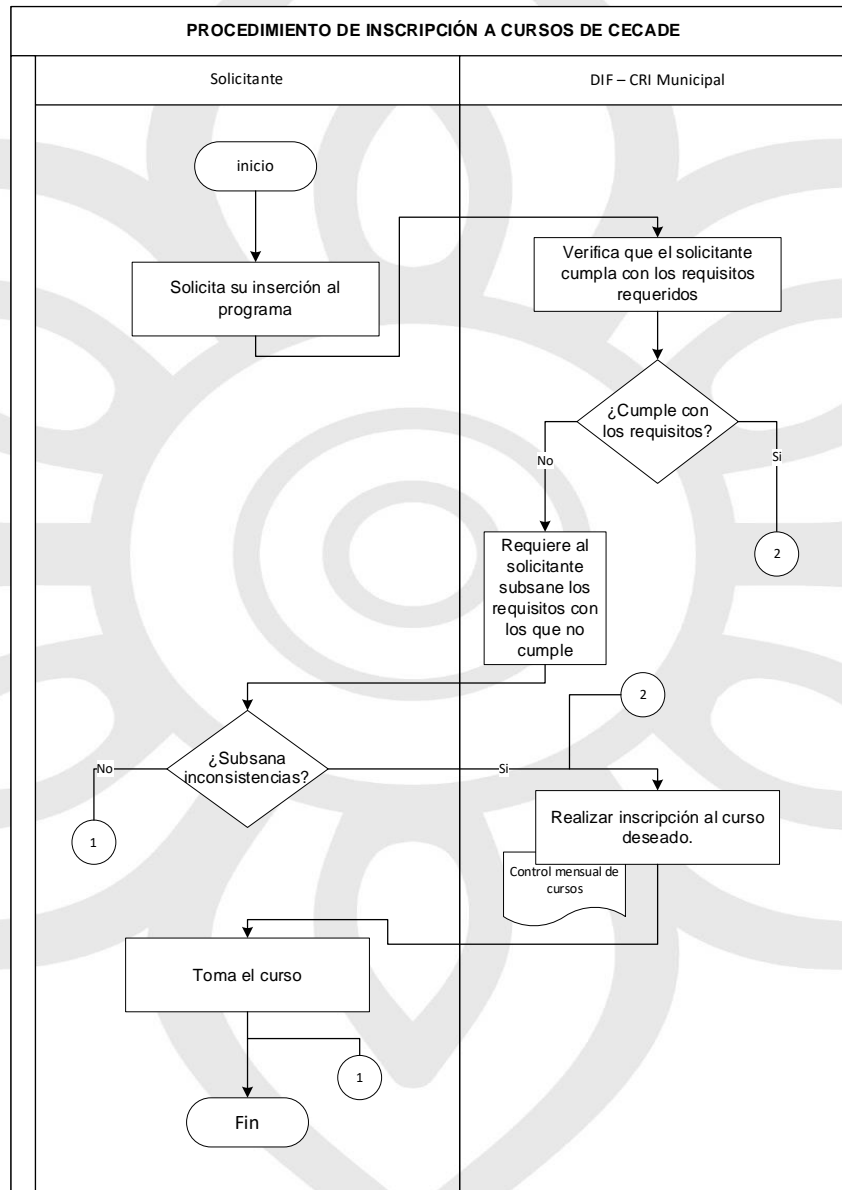 PROCEDIMIENTO DE INSCRIPCIÓN A CURSOS DE CECADE
Solicitante
DIF – CRI Municipal
inicio
Solicita su inserción al
programa
Verifica que el solicitante
cumpla con los requisitos
requeridos
¿Cumple con
los requisitos?
No
Si
2
Requiere al
solicitante
subsane los
requisitos con
los que no
cumple
2
¿Subsana
inconsistencias?
No
Si
1
Realizar inscripción al curso
deseado.
Control mensual de
cursos
Toma el curso
1
Fin